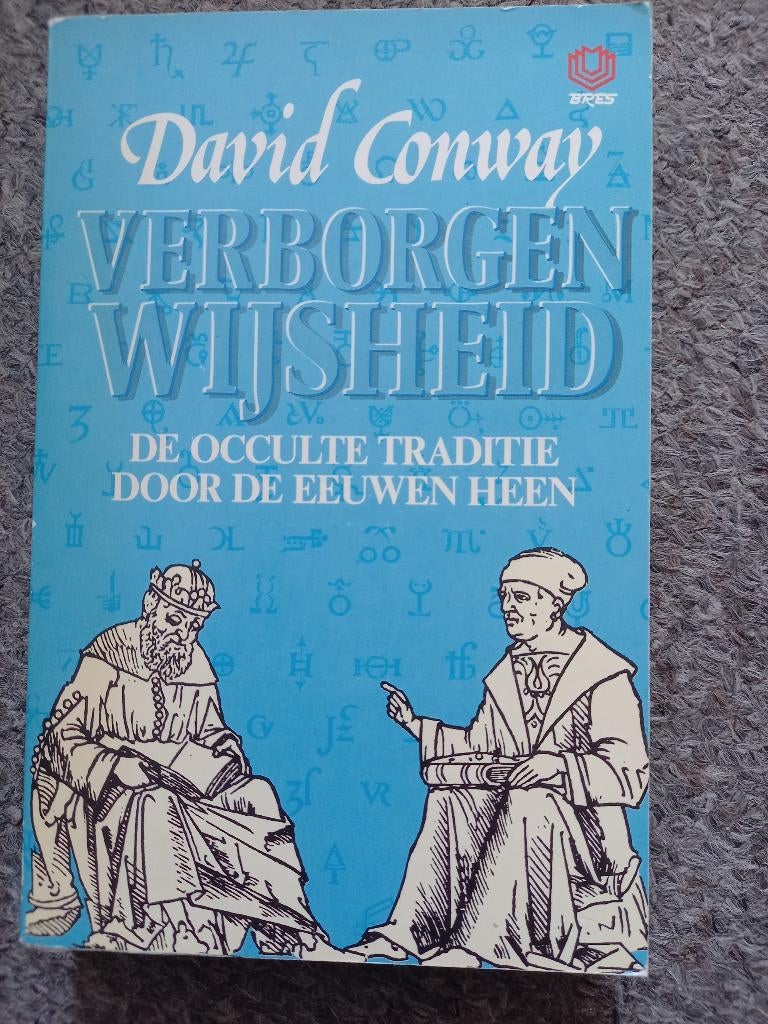 BRES
David Conway
VERBORGEN
WIJSHEID
DE OCCULTE TRADITIE
DOOR DE EEUWEN HEEN